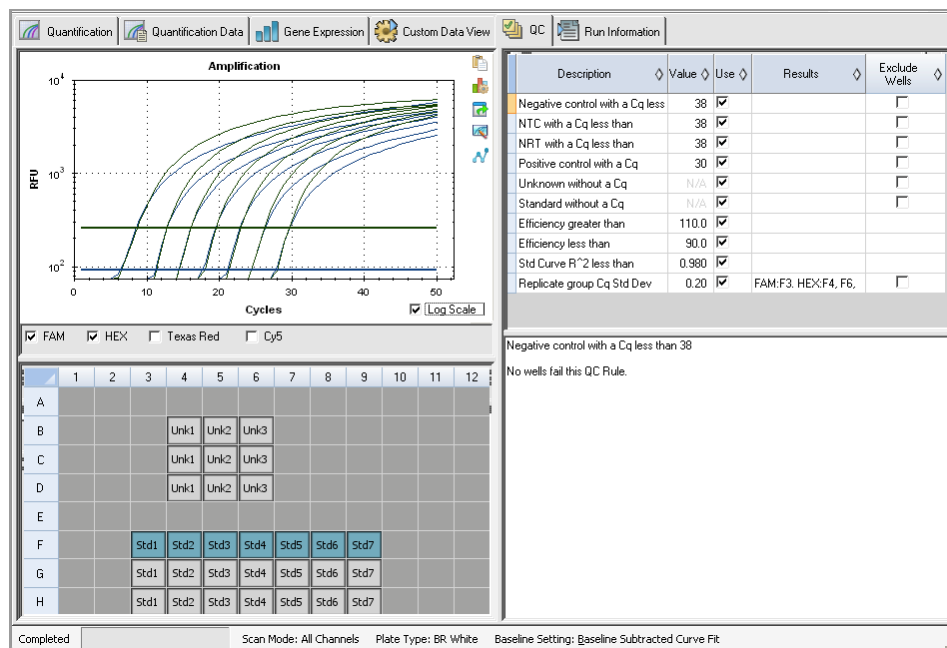 Quantification Quantification Data Gene Expression Custom Data View QC Run Information
Amplification
10^4
10^3
10^2
RFU
0 10 20 30 40 50
Cycles
Log Scale
FAM HEX Texas Red Cy5
1 2 3 4 5 6 7 8 9 10 11 12
A
B Unk1 Unk2 Unk3
C Unk1 Unk2 Unk3
D Unk1 Unk2 Unk3
E
F Std1 Std2 Std3 Std4 Std5 Std6 Std7
G Std1 Std2 Std3 Std4 Std5 Std6 Std7
H Std1 Std2 Std3 Std4 Std5 Std6 Std7
Description Value Use Results Exclude Wells
Negative control with a Cq less 38
NTC with a Cq less than 38
NRT with a Cq less than 38
Positive control with a Cq 30
Unknown without a Cq N/A
Standard without a Cq N/A
Efficiency greater than 110.0
Efficiency less than 90.0
Std Curve R^2 less than 0.980
Replicate group Cq Std Dev 0.20 FAM:F3. HEX:F4, F6,
Negative control with a Cq less than 38
No wells fail this QC Rule.
Completed Scan Mode: All Channels Plate Type: BR White Baseline Setting: Baseline Subtracted Curve Fit